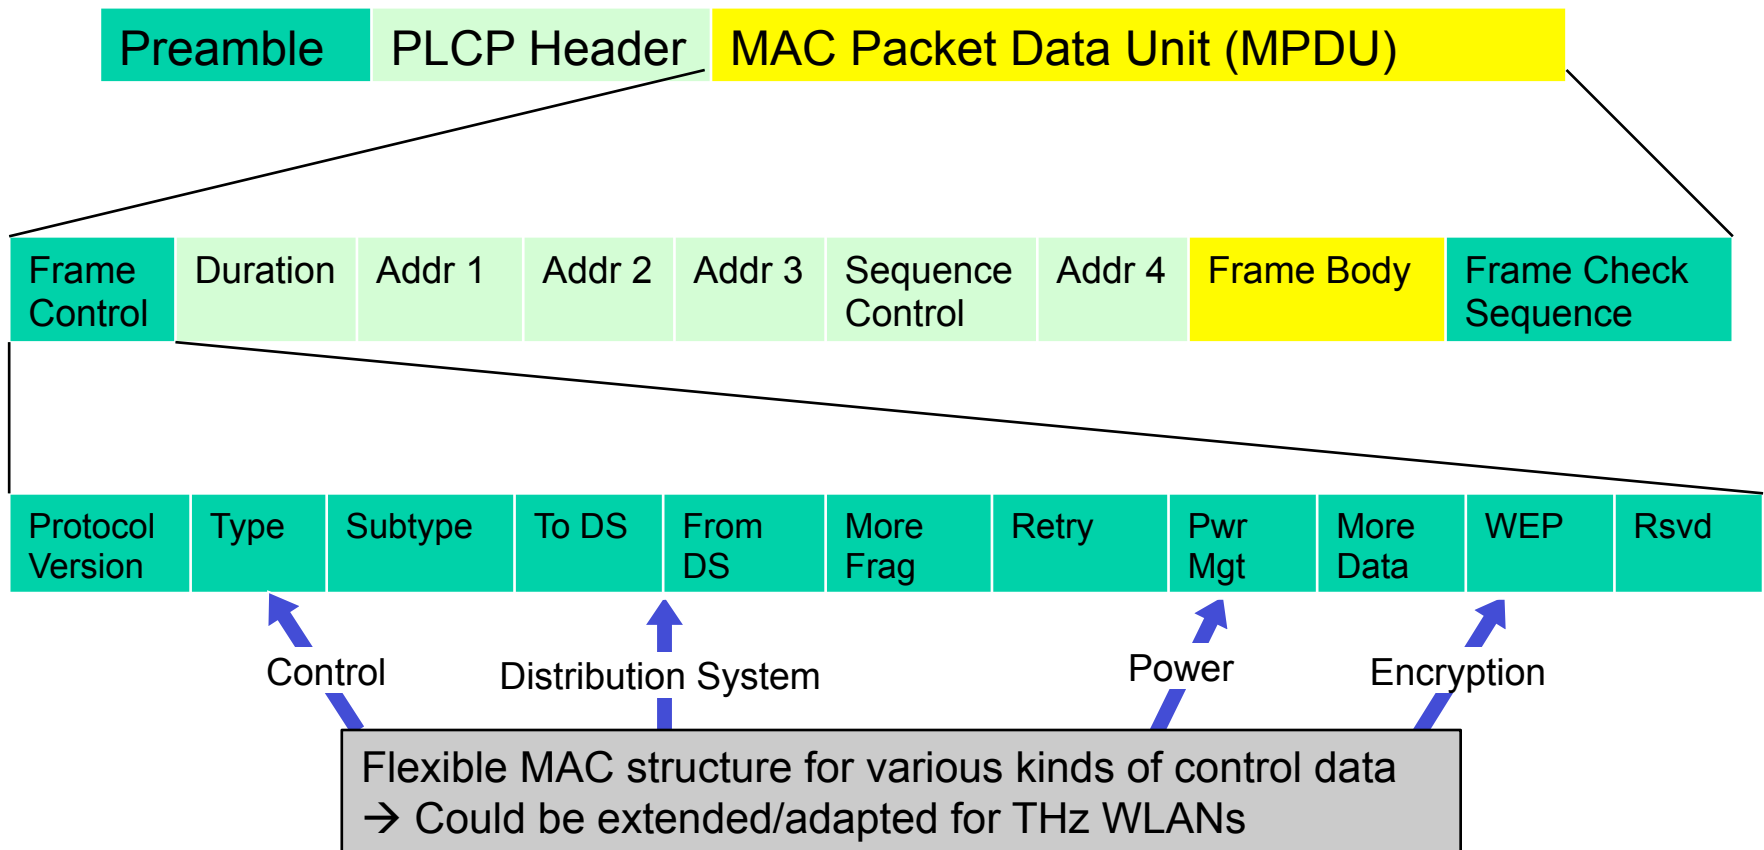 Preamble PLCP Header MAC Packet Data Unit (MPDU)
Frame Control Duration Addr 1 Addr 2 Addr 3 Sequence Control Addr 4 Frame Body Frame Check Sequence
Protocol Version Type Subtype To DS From DS More Frag Retry Pwr Mgt More Data WEP Rsvd
Control Distribution System Power Encryption
Flexible MAC structure for various kinds of control data
→ Could be extended/adapted for THz WLANs